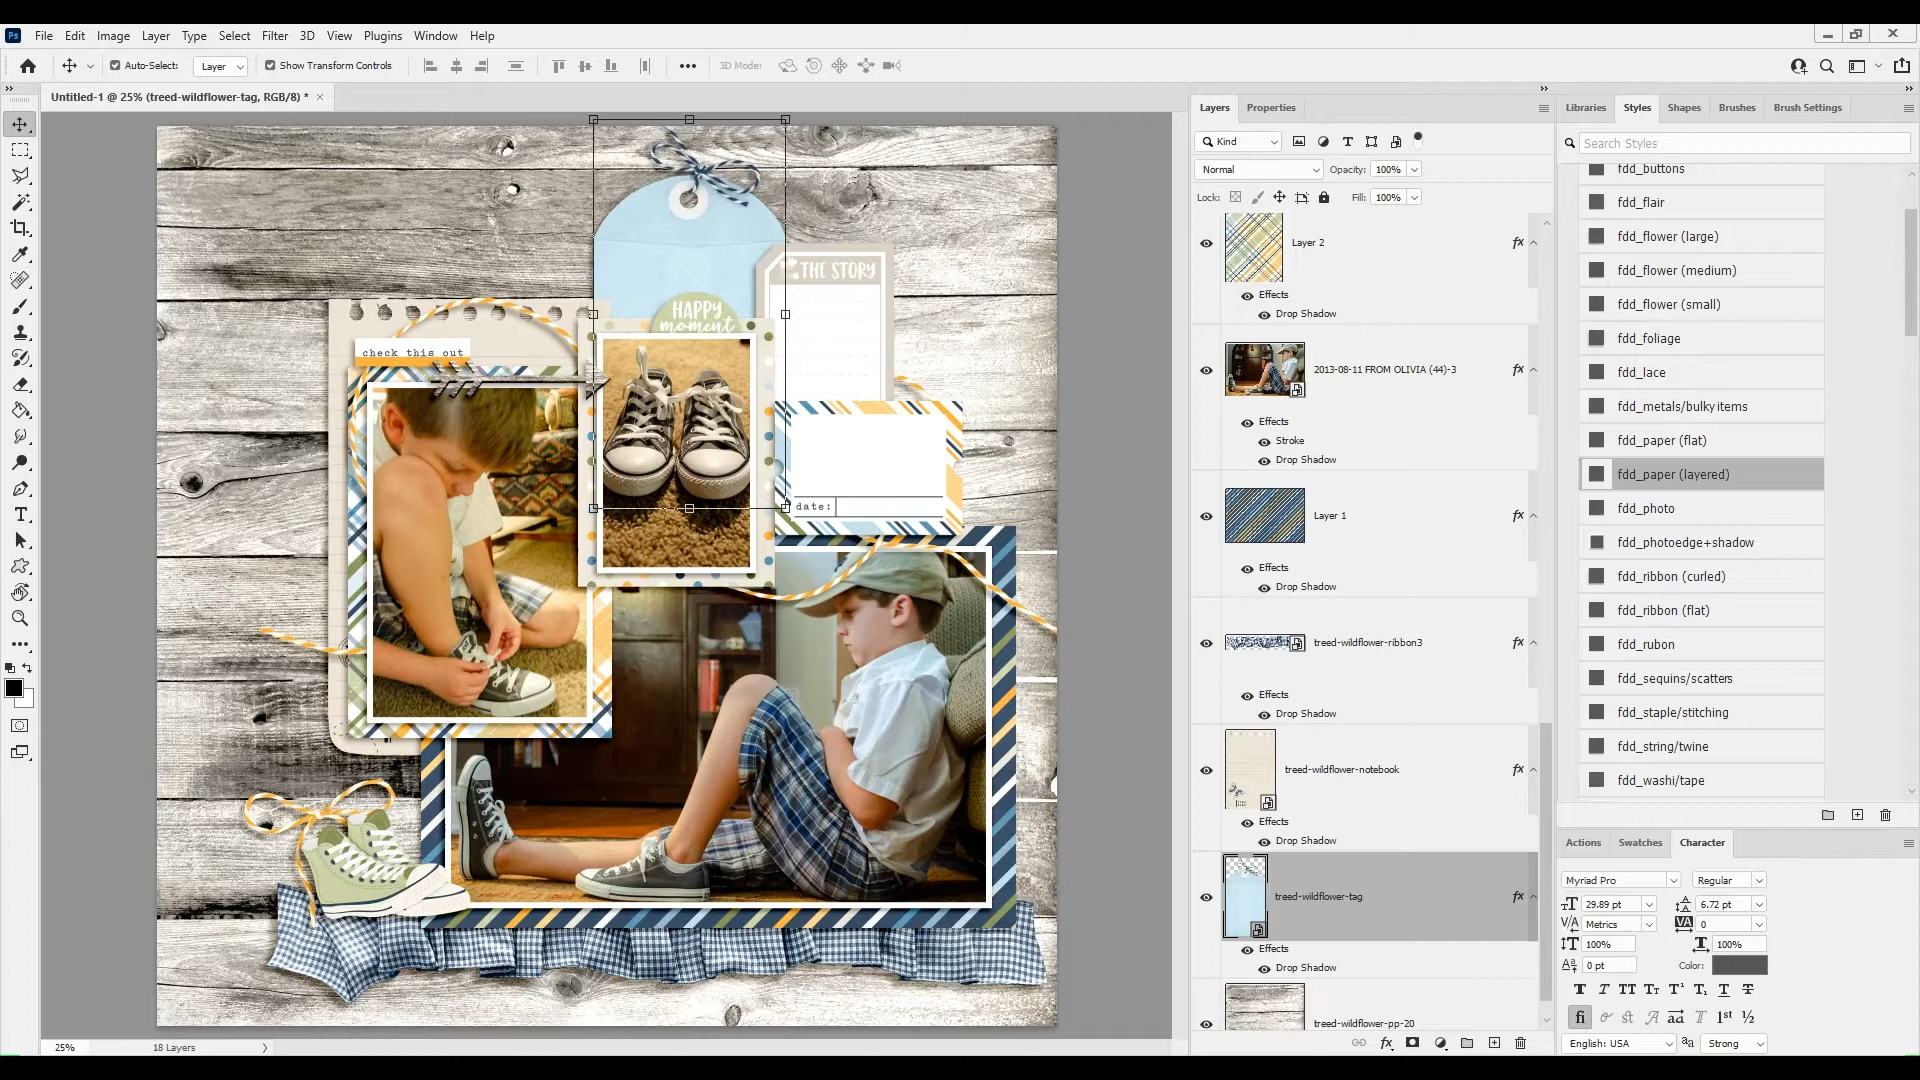 Ps File Edit Image Layer Type Select Filter 3D View Plugins Window Help
Auto-Select: Layer Show Transform Controls 3D Mode:
Untitled-1 @ 25% (treed-wildflower-tag, RGB/8) *
Layers Properties
Libraries Styles Shapes Brushes Brush Settings
Kind
Search Styles
Normal Opacity: 100%
Lock: Fill: 100%
fdd_buttons
fdd_flair
fdd_flower (large)
fdd_flower (medium)
fdd_flower (small)
fdd_foliage
fdd_lace
fdd_metals/bulky items
fdd_paper (flat)
fdd_paper (layered)
fdd_photo
fdd_photoedge+shadow
fdd_ribbon (curled)
fdd_ribbon (flat)
fdd_rubon
fdd_sequins/scatters
fdd_staple/stitching
fdd_string/twine
fdd_washi/tape
Layer 2
Effects
Drop Shadow
2013-08-11 FROM OLIVIA (44)-3
Effects
Stroke
Drop Shadow
Layer 1
Effects
Drop Shadow
treed-wildflower-ribbon3
Effects
Drop Shadow
treed-wildflower-notebook
Effects
Drop Shadow
treed-wildflower-tag
Effects
Drop Shadow
treed-wildflower-pp-20
THE STORY
HAPPY
moment
check this out
date:
Actions Swatches Character
Myriad Pro Regular
29.89 pt 6.72 pt
Metrics 0
100% 100%
0 pt Color:
English: USA Strong
25% 18 Layers